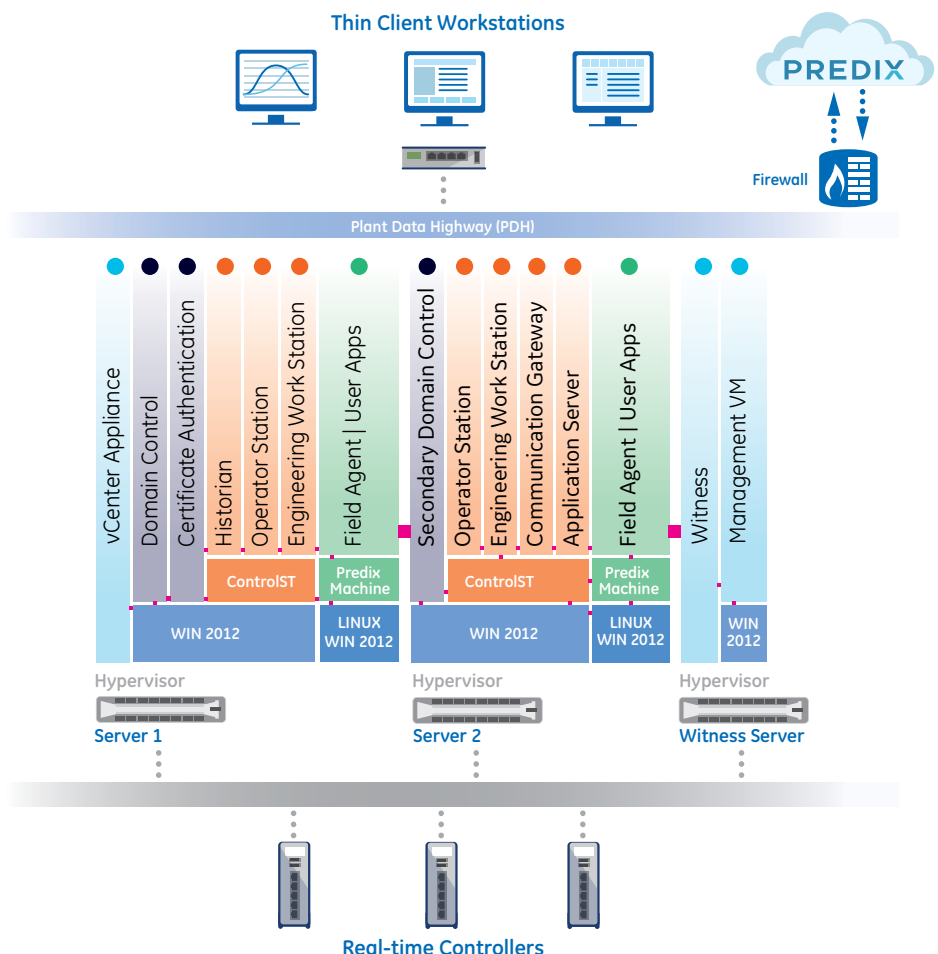 Thin Client Workstations
PREDIX
Firewall
Plant Data Highway (PDH)
vCenter Appliance
Domain Control
Certificate Authentication
Historian
Operator Station
Engineering Work Station
Field Agent | User Apps
Secondary Domain Control
Operator Station
Engineering Work Station
Communication Gateway
Application Server
Field Agent | User Apps
Witness
Management VM
ControlST
Predix
Machine
ControlST
Predix
Machine
WIN 2012
LINUX
WIN 2012
WIN 2012
LINUX
WIN 2012
WIN
2012
Hypervisor
Hypervisor
Hypervisor
Server 1
Server 2
Witness Server
Real-time Controllers